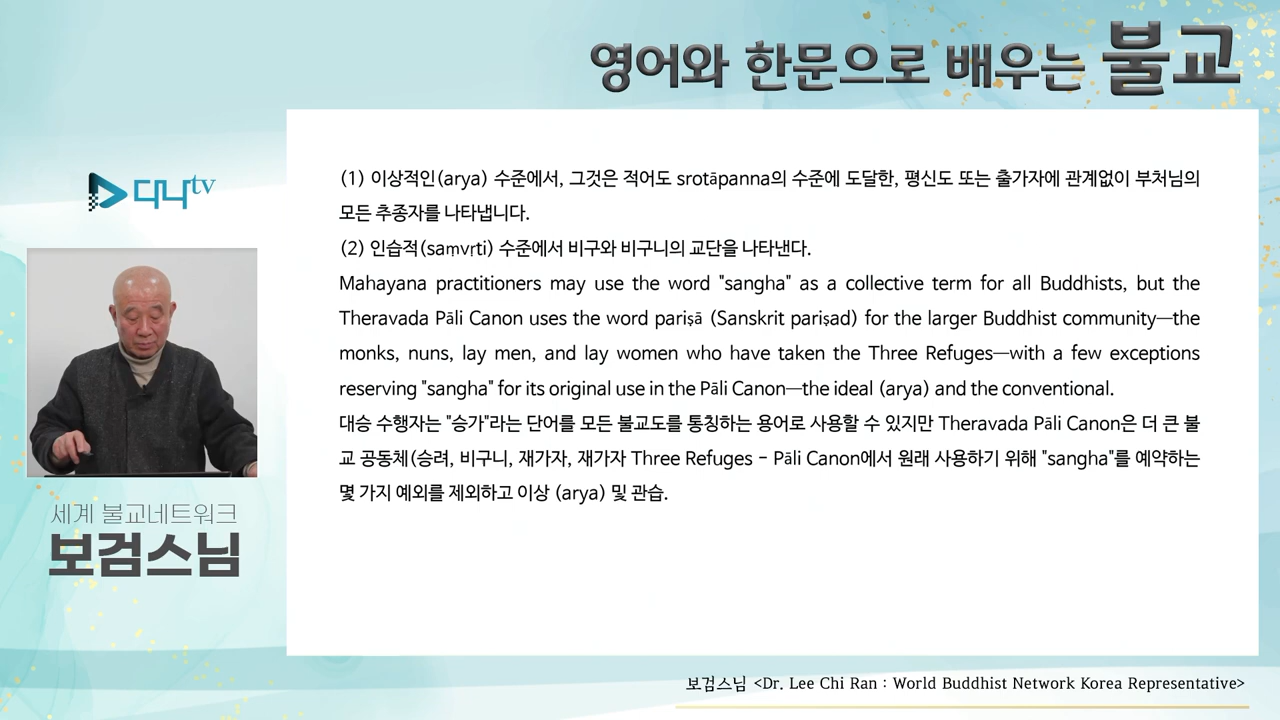 영어와 한문으로 배우는 불교
디나tv
(1) 이상적인(arya) 수준에서, 그것은 적어도 srotāpanna의 수준에 도달한, 평신도 또는 출가자에 관계없이 부처님의
모든 추종자를 나타냅니다.
(2) 인습적(saṃvṛti) 수준에서 비구와 비구니의 교단을 나타낸다.
Mahayana practitioners may use the word "sangha" as a collective term for all Buddhists, but the
Theravada Pāli Canon uses the word pariṣā (Sanskrit pariṣad) for the larger Buddhist community—the
monks, nuns, lay men, and lay women who have taken the Three Refuges—with a few exceptions
reserving "sangha" for its original use in the Pāli Canon—the ideal (arya) and the conventional.
대승 수행자는 "승가"라는 단어를 모든 불교도를 통칭하는 용어로 사용할 수 있지만 Theravada Pāli Canon은 더 큰 불
교 공동체(승려, 비구니, 재가자, 재가자 Three Refuges - Pāli Canon에서 원래 사용하기 위해 "sangha"를 예약하는
몇 가지 예외를 제외하고 이상 (arya) 및 관습.
세계 불교네트워크
보검스님
보검스님 <Dr. Lee Chi Ran : World Buddhist Network Korea Representative>